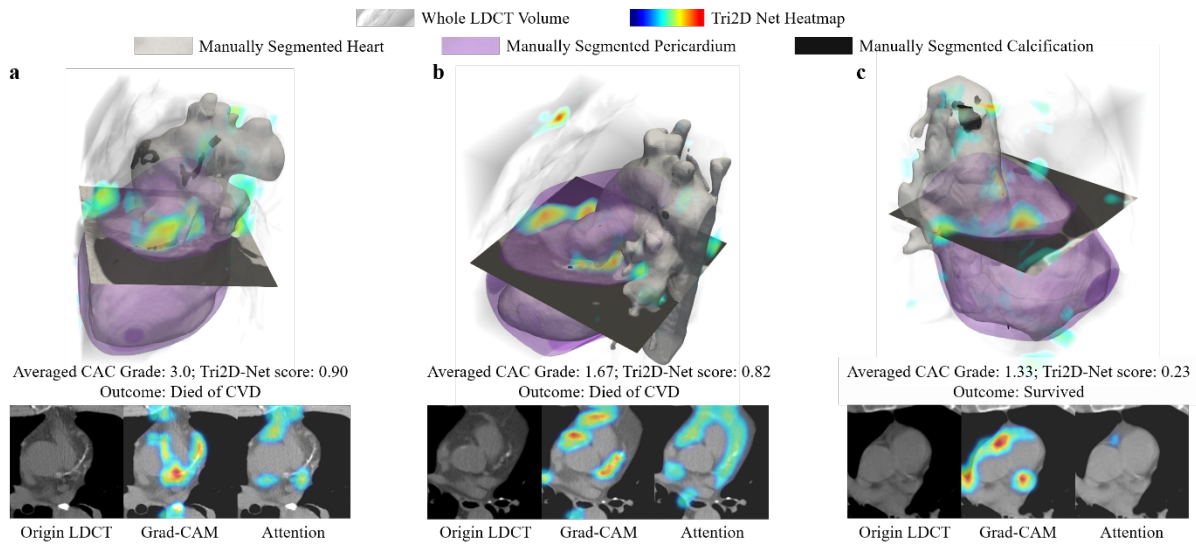 Whole LDCT Volume
Tri2D Net Heatmap
Manually Segmented Heart
Manually Segmented Pericardium
Manually Segmented Calcification
a
b
c
Averaged CAC Grade: 3.0; Tri2D-Net score: 0.90
Outcome: Died of CVD
Averaged CAC Grade: 1.67; Tri2D-Net score: 0.82
Outcome: Died of CVD
Averaged CAC Grade: 1.33; Tri2D-Net score: 0.23
Outcome: Survived
Origin LDCT
Grad-CAM
Attention
Origin LDCT
Grad-CAM
Attention
Origin LDCT
Grad-CAM
Attention